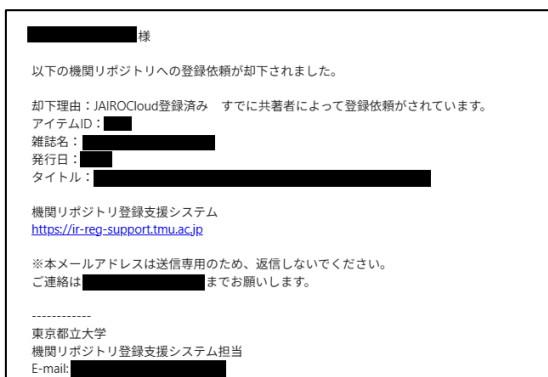 様
以下の機関リポジトリへの登録依頼が却下されました。
却下理由：JAIROCloud登録済み　すでに共著者によって登録依頼がされています。
アイテムID：
雑誌名：
発行日：
タイトル：
機関リポジトリ登録支援システム
https://ir-reg-support.tmu.ac.jp
※本メールアドレスは送信専用のため、返信しないでください。
ご連絡は までお願いします。
------------
東京都立大学
機関リポジトリ登録支援システム担当
E-mail: